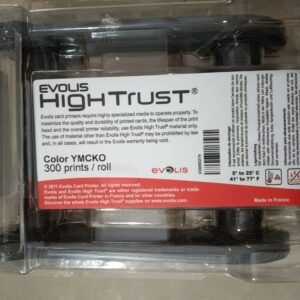 EVOLIS
HIGHTRUST®
Evolis card printers require highly specialized media to operate properly. To
maximize the quality and durability of printed cards, the lifespan of the print
head and the overall printer reliability, use Evolis High Trust® material only.
The use of material other than Evolis High Trust® may be prohibited by law
and, in all cases, will result in the Evolis warranty being void.
Color YMCKO
300 prints / roll
evolis
5° to 25° C
41° to 77° F
© 2011 Evolis Card Printer. All rights reserved.
Evolis and Evolis High Trust® are either registered trademarks or trade-
marks of Evolis Card Printer in France and for other countries.
Discover the whole Evolis High Trust® supplies on www.evolis.com.
Made in France